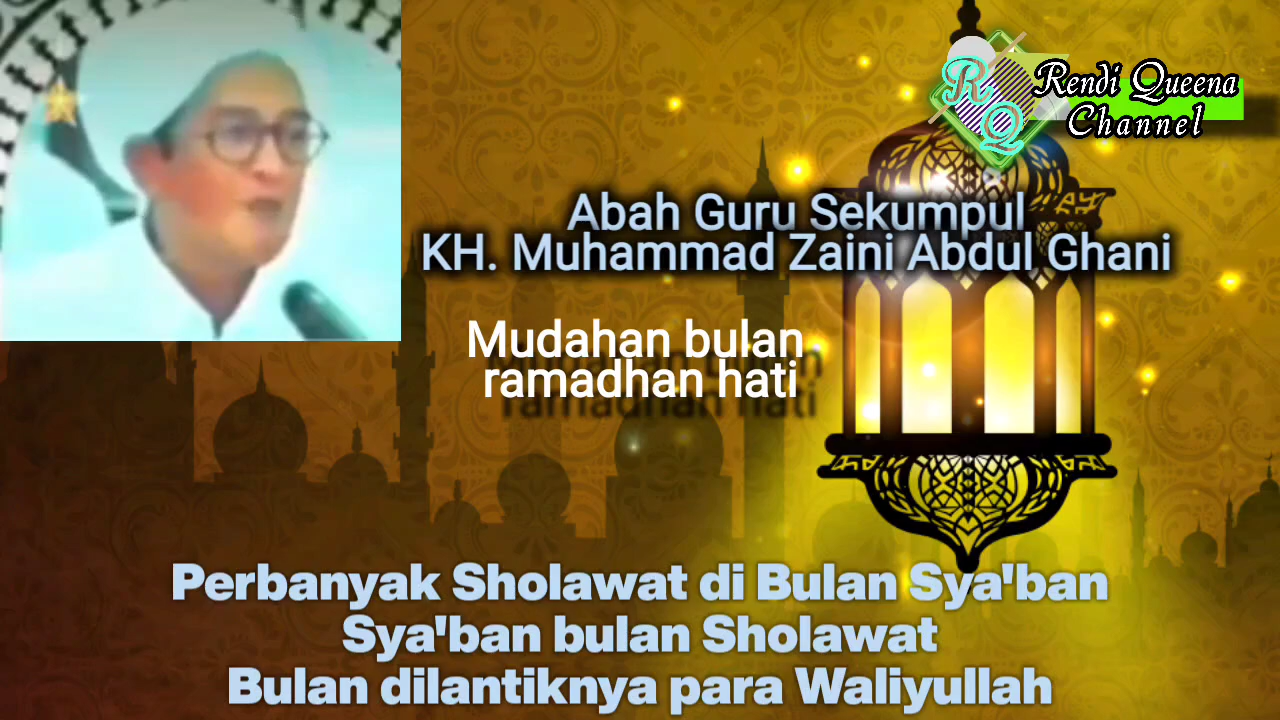 RQ
Rendi Queena
Channel
Abah Guru Sekumpul
KH. Muhammad Zaini Abdul Ghani
Mudahan bulan
ramadhan hati
Perbanyak Sholawat di Bulan Sya'ban
Sya'ban bulan Sholawat
Bulan dilantiknya para Waliyullah